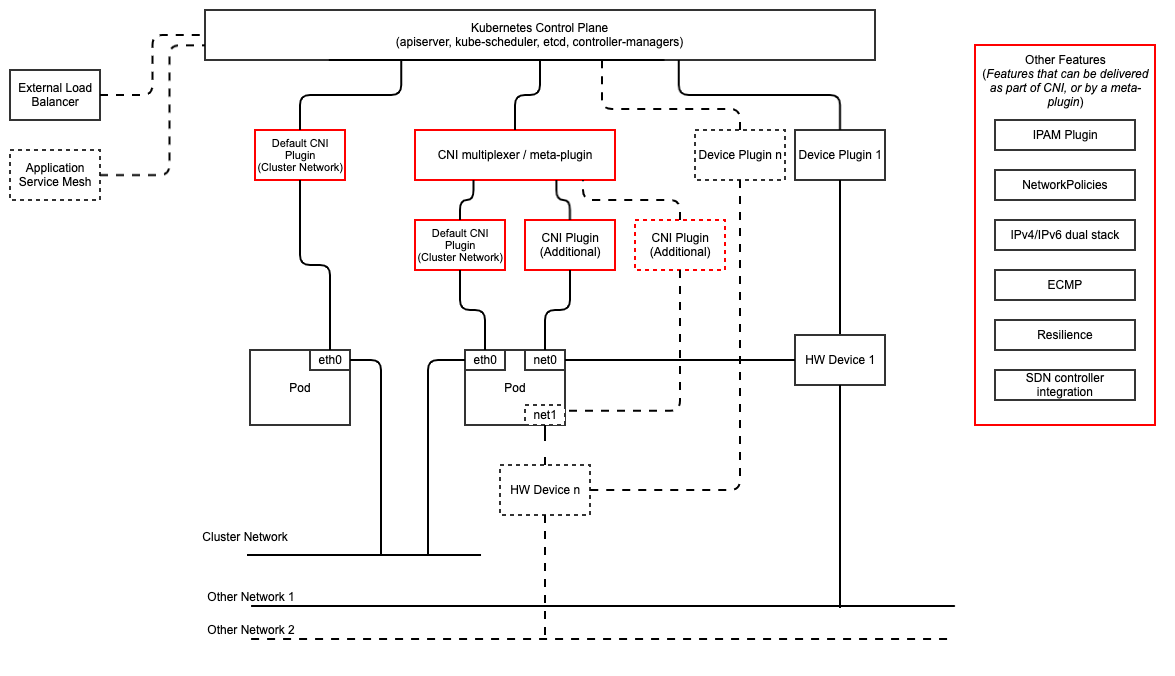 Kubernetes Control Plane
(apiserver, kube-scheduler, etcd, controller-managers)
External Load
Balancer
Application
Service Mesh
Default CNI
Plugin
(Cluster Network)
CNI multiplexer / meta-plugin
Device Plugin n
Device Plugin 1
Default CNI
Plugin
(Cluster Network)
CNI Plugin
(Additional)
CNI Plugin
(Additional)
eth0
Pod
eth0
net0
Pod
net1
HW Device 1
HW Device n
Cluster Network
Other Network 1
Other Network 2
Other Features
(Features that can be delivered
as part of CNI, or by a meta-
plugin)
IPAM Plugin
NetworkPolicies
IPv4/IPv6 dual stack
ECMP
Resilience
SDN controller
integration